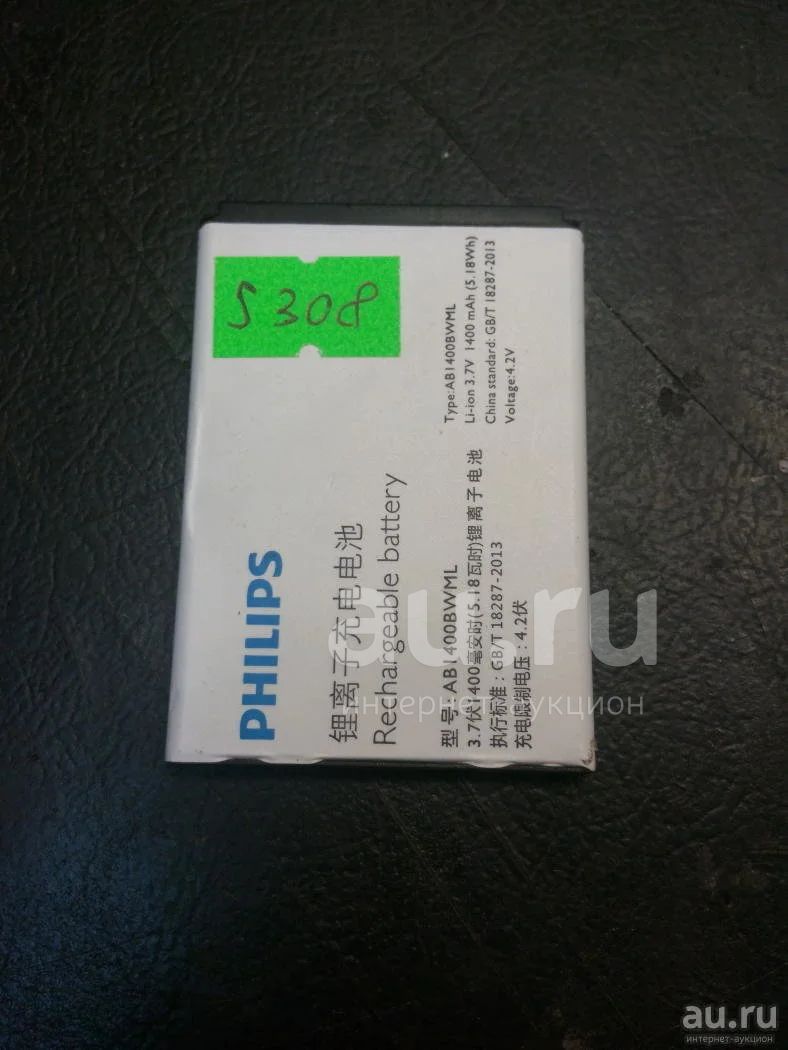 S308
PHILIPS
锂离子充电电池
Rechargeable battery
型号: AB1400BWML
3.7伏1400毫安时(5.18瓦时)锂离子电池
执行标准: GB/T 18287-2013
充电限制电压: 4.2伏
Type:AB1400BWML
Li-ion 3.7V 1400 mAh (5.18Wh)
China standard: GB/T 18287-2013
Voltage:4.2V
au.ru
интернет-аукцион
au.ru
интернет-аукцион